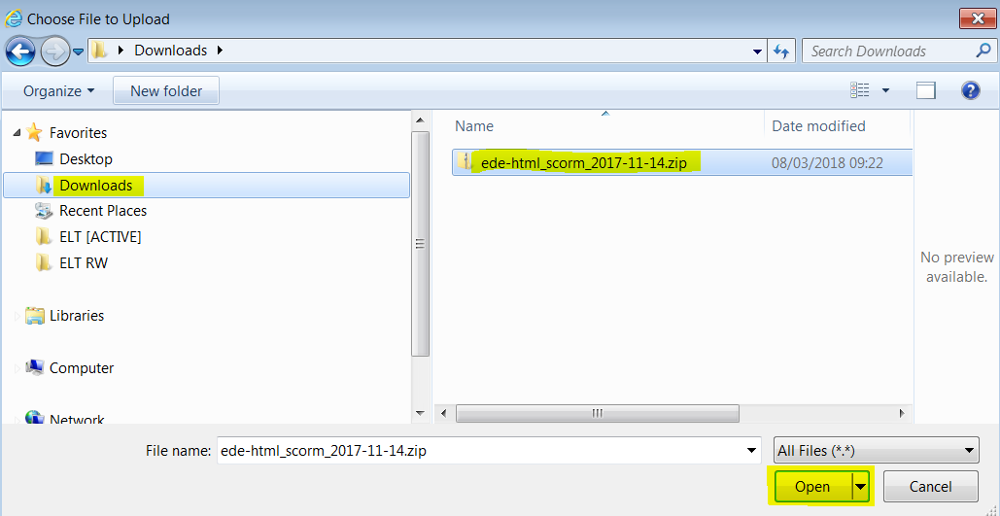 Choose File to Upload
Downloads
Search Downloads
Organize
New folder
Favorites
Desktop
Downloads
Recent Places
ELT [ACTIVE]
ELT RW
Libraries
Computer
Network
Name
Date modified
ede-html_scorm_2017-11-14.zip
08/03/2018 09:22
No preview
available.
File name:
ede-html_scorm_2017-11-14.zip
All Files (*.*)
Open
Cancel